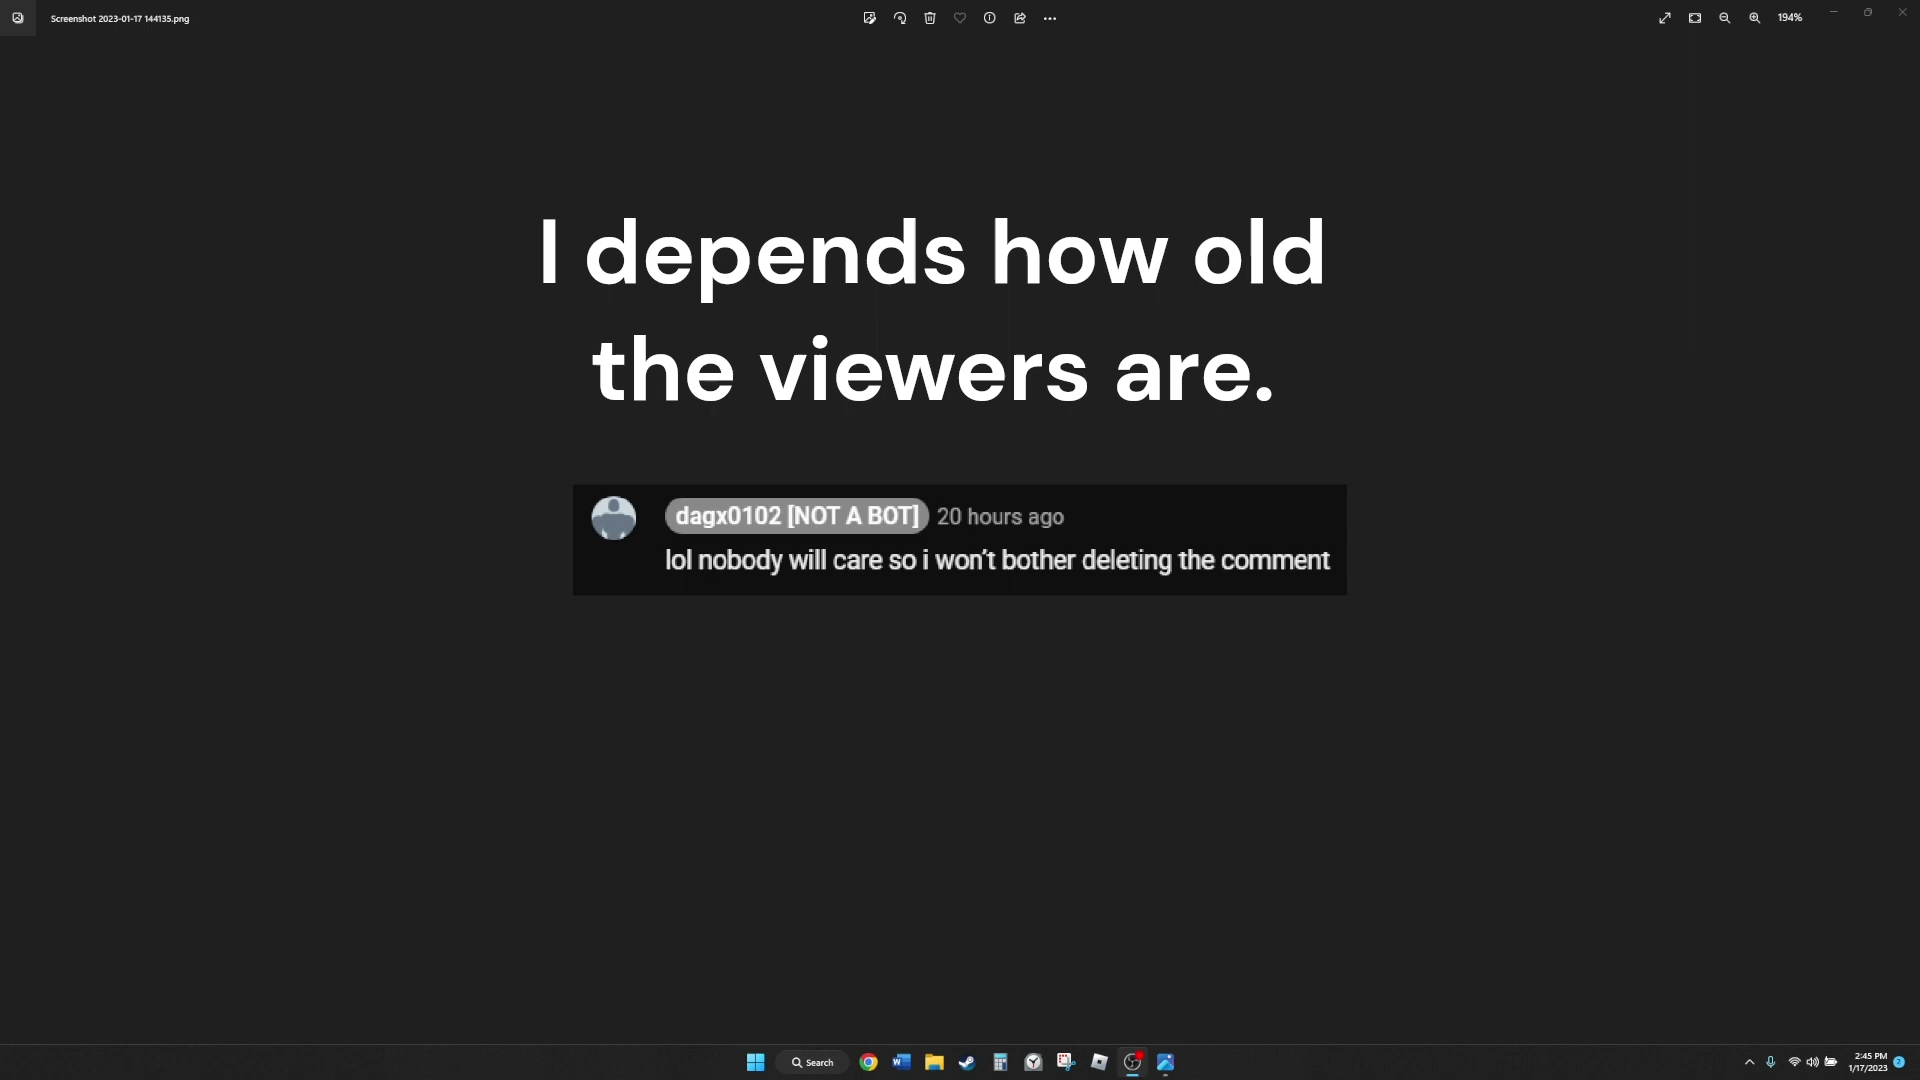 Screenshot 2023-01-17 144135.png
194%
I depends how old
the viewers are.
dagx0102 [NOT A BOT] 20 hours ago
lol nobody will care so i won't bother deleting the comment
Search
2:45 PM
1/17/2023
2